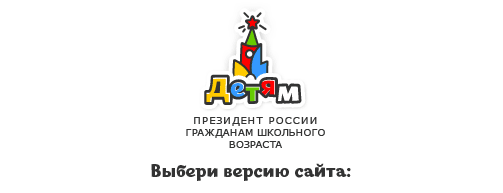 Детям
ПРЕЗИДЕНТ РОССИИ
ГРАЖДАНАМ ШКОЛЬНОГО
ВОЗРАСТА
Выбери версию сайта: